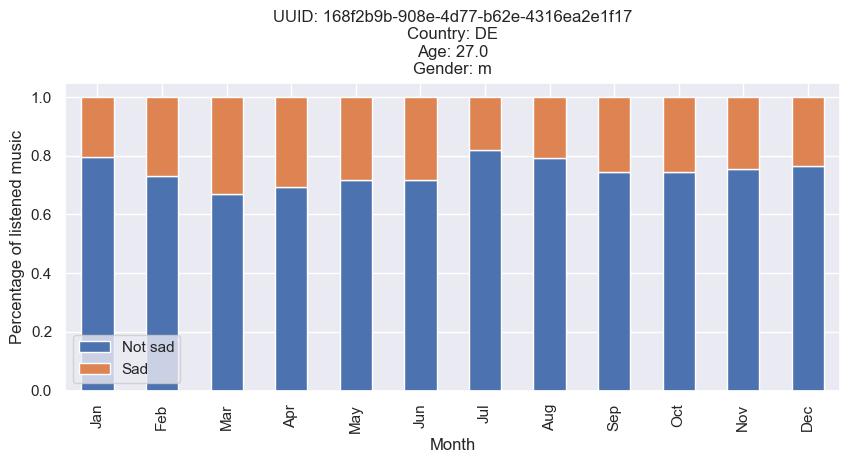 UUID: 168f2b9b-908e-4d77-b62e-4316ea2e1f17
Country: DE
Age: 27.0
Gender: m
Percentage of listened music
1.0
0.8
0.6
0.4
0.2
0.0
Not sad
Sad
Jan
Feb
Mar
Apr
May
Jun
Jul
Aug
Sep
Oct
Nov
Dec
Month